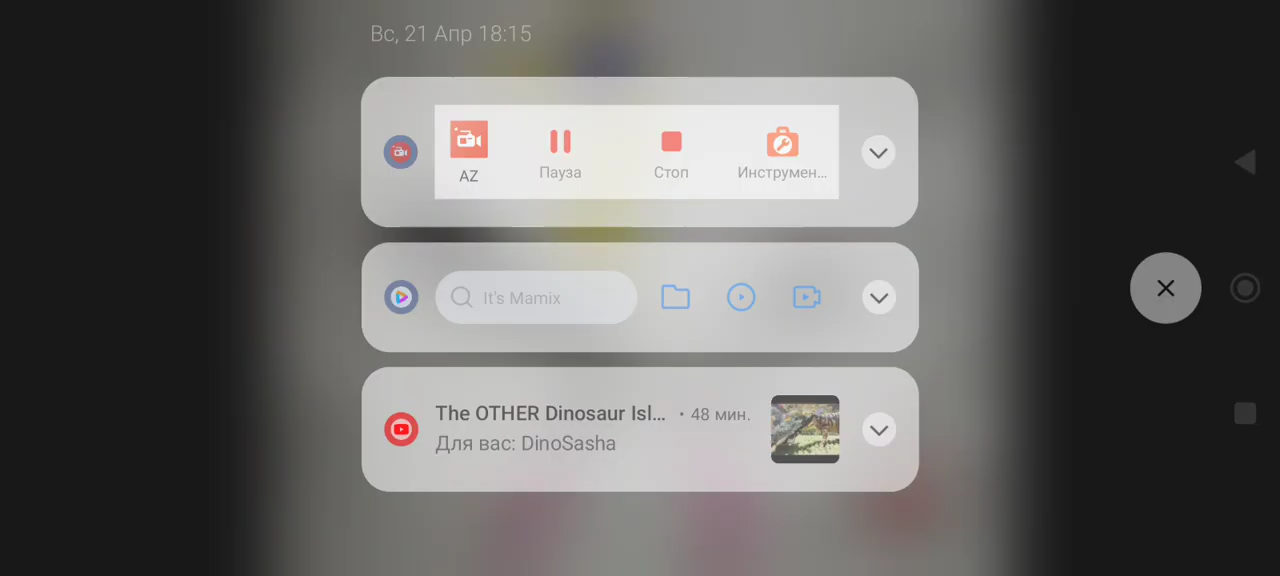 Вс, 21 Апр 18:15
AZ
Пауза
Стоп
Инструмен...
It's Mamix
The OTHER Dinosaur Isl... • 48 мин.
Для вас: DinoSasha